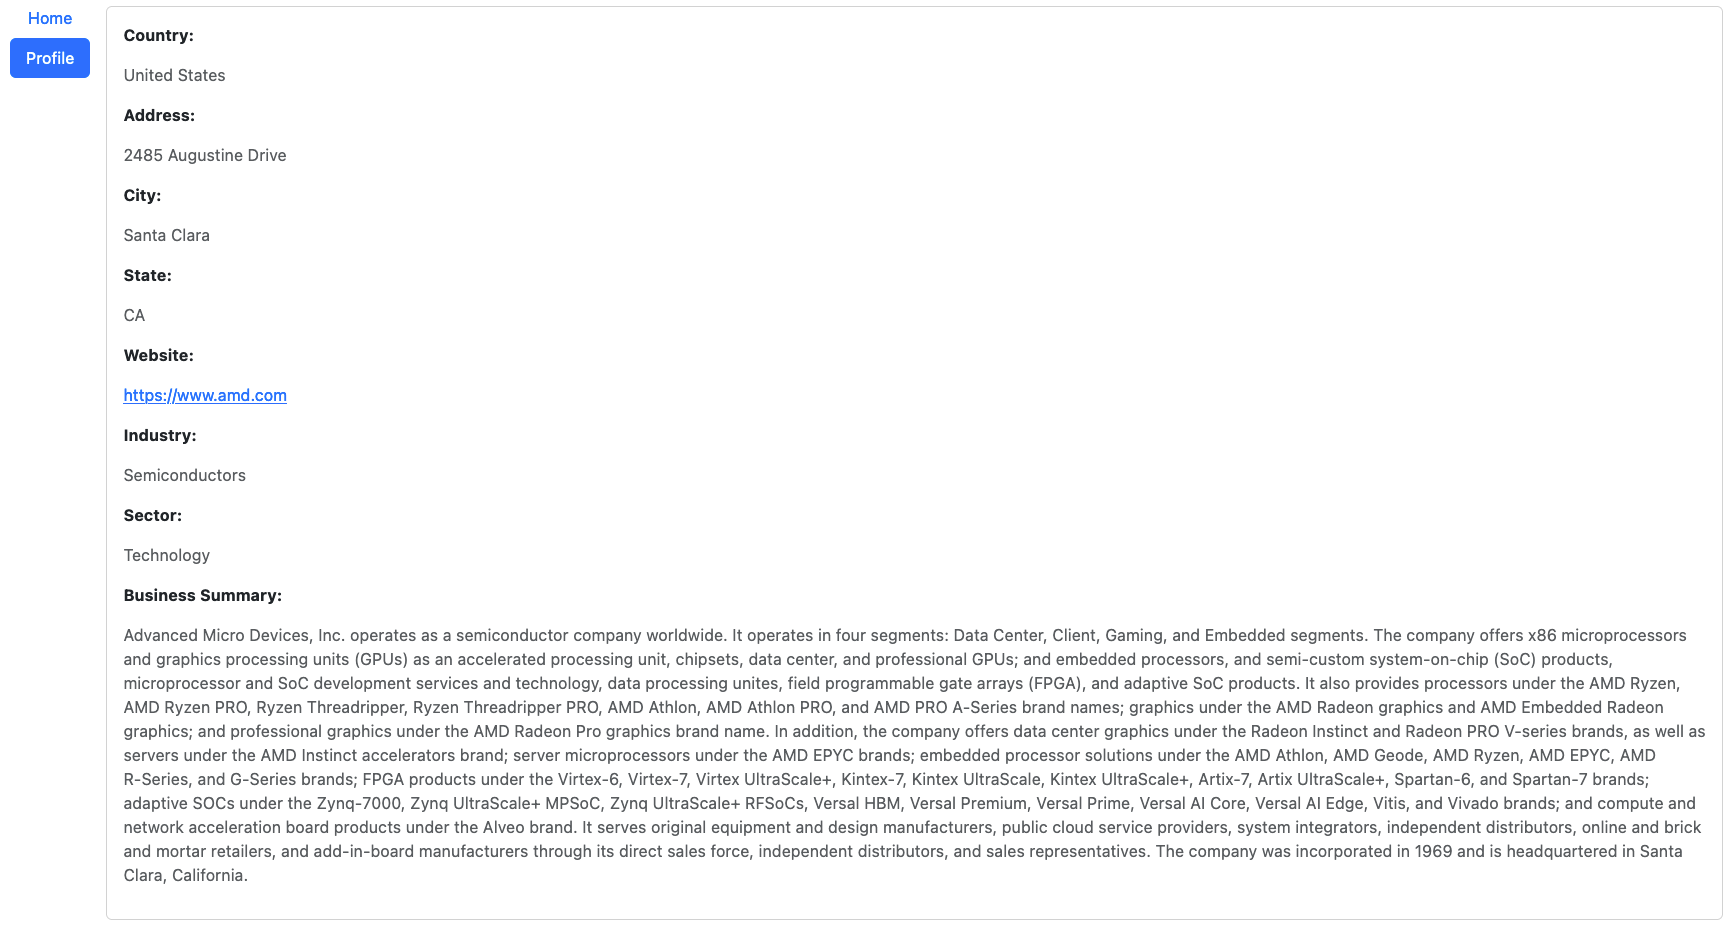 Home
Profile
Country:
United States
Address:
2485 Augustine Drive
City:
Santa Clara
State:
CA
Website:
https://www.amd.com
Industry:
Semiconductors
Sector:
Technology
Business Summary:
Advanced Micro Devices, Inc. operates as a semiconductor company worldwide. It operates in four segments: Data Center, Client, Gaming, and Embedded segments. The company offers x86 microprocessors
and graphics processing units (GPUs) as an accelerated processing unit, chipsets, data center, and professional GPUs; and embedded processors, and semi-custom system-on-chip (SoC) products,
microprocessor and SoC development services and technology, data processing unites, field programmable gate arrays (FPGA), and adaptive SoC products. It also provides processors under the AMD Ryzen,
AMD Ryzen PRO, Ryzen Threadripper, Ryzen Threadripper PRO, AMD Athlon, AMD Athlon PRO, and AMD PRO A-Series brand names; graphics under the AMD Radeon graphics and AMD Embedded Radeon
graphics; and professional graphics under the AMD Radeon Pro graphics brand name. In addition, the company offers data center graphics under the Radeon Instinct and Radeon PRO V-series brands, as well as
servers under the AMD Instinct accelerators brand; server microprocessors under the AMD EPYC brands; embedded processor solutions under the AMD Athlon, AMD Geode, AMD Ryzen, AMD EPYC, AMD
R-Series, and G-Series brands; FPGA products under the Virtex-6, Virtex-7, Virtex UltraScale+, Kintex-7, Kintex UltraScale, Kintex UltraScale+, Artix-7, Artix UltraScale+, Spartan-6, and Spartan-7 brands;
adaptive SOCs under the Zynq-7000, Zynq UltraScale+ MPSoC, Zynq UltraScale+ RFSoCs, Versal HBM, Versal Premium, Versal Prime, Versal AI Core, Versal AI Edge, Vitis, and Vivado brands; and compute and
network acceleration board products under the Alveo brand. It serves original equipment and design manufacturers, public cloud service providers, system integrators, independent distributors, online and brick
and mortar retailers, and add-in-board manufacturers through its direct sales force, independent distributors, and sales representatives. The company was incorporated in 1969 and is headquartered in Santa
Clara, California.